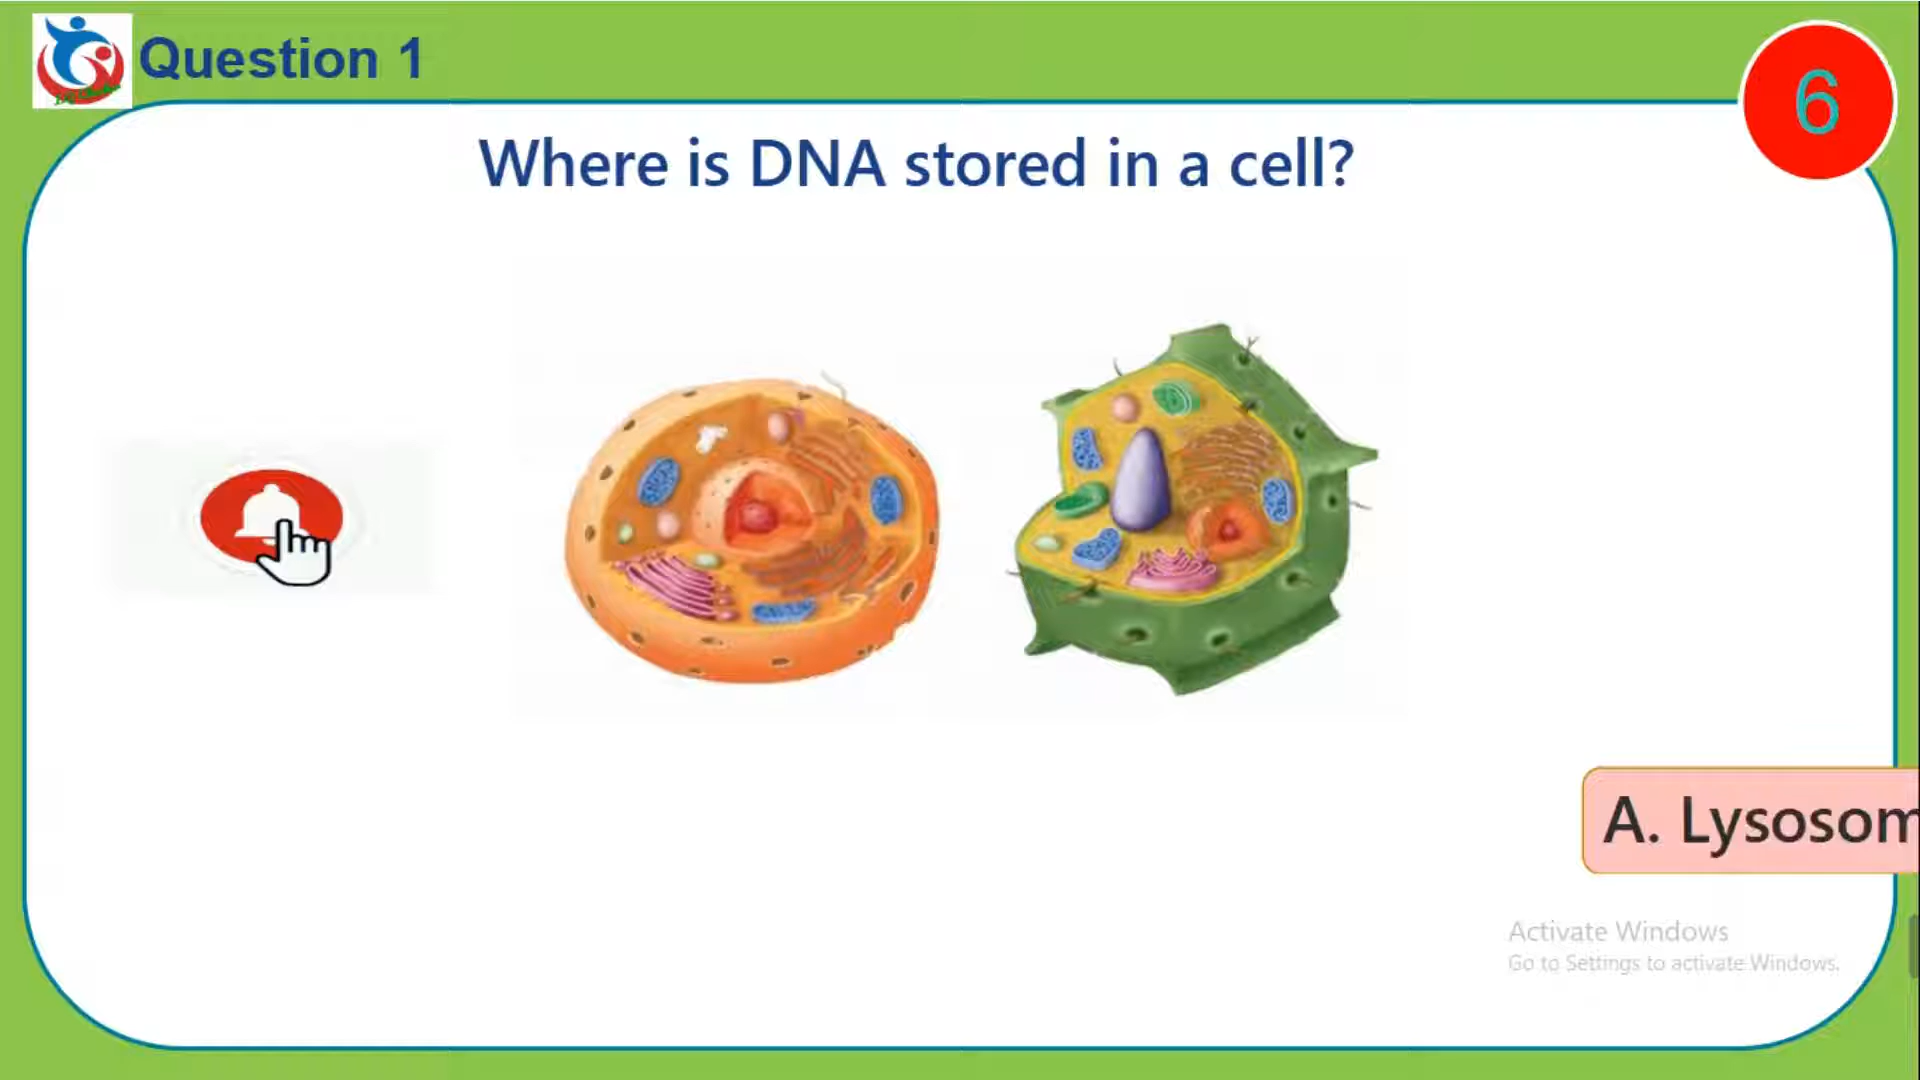 Question 1
6
Where is DNA stored in a cell?
A. Lysosom
Activate Windows
Go to Settings to activate Windows.